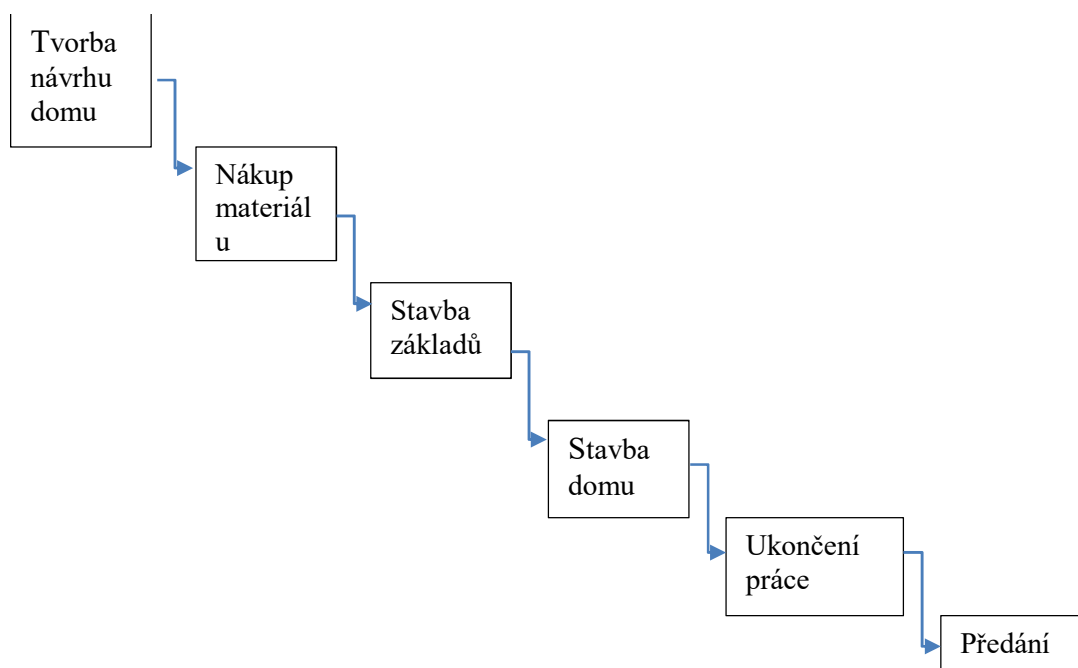 Tvorba
návrhu
domu
Nákup
materiál
u
Stavba
základů
Stavba
domu
Ukončení
práce
Předání